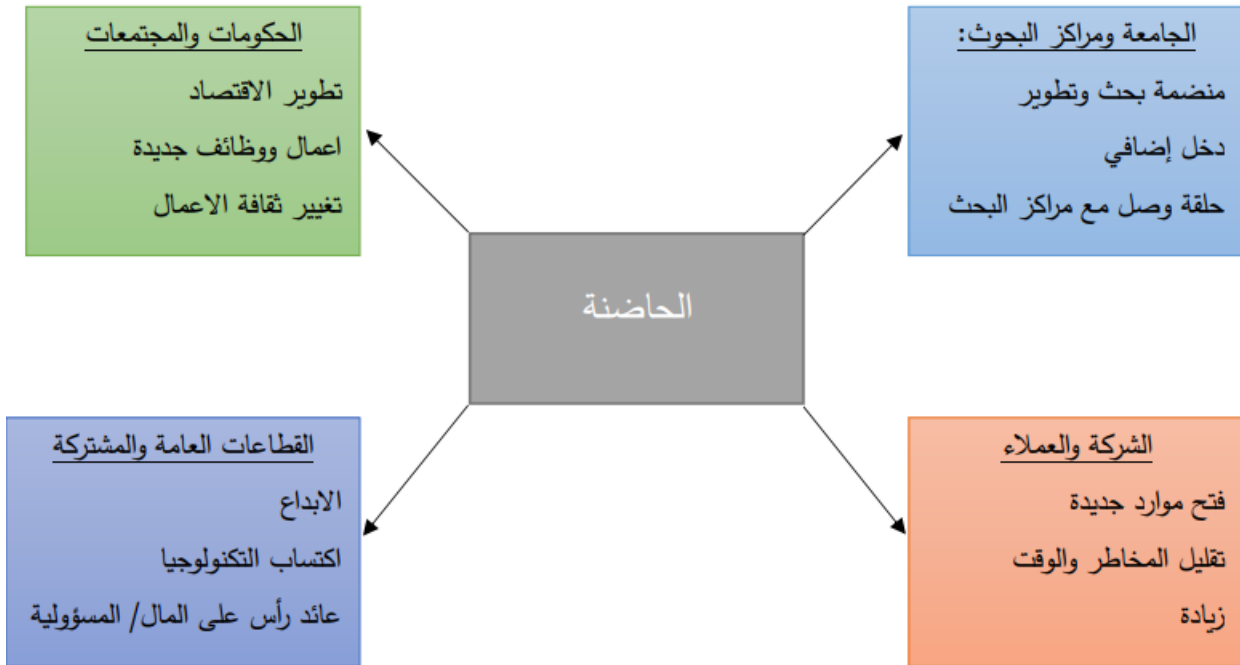 الجامعة ومراكز البحوث:
منضمة بحث وتطوير
دخل إضافي
حلقة وصل مع مراكز البحث
الحكومات والمجتمعات
تطوير الاقتصاد
اعمال ووظائف جديدة
تغيير ثقافة الاعمال
الحاضنة
الشركة والعملاء
فتح موارد جديدة
تقليل المخاطر والوقت
زيادة
القطاعات العامة والمشتركة
الابداع
اكتساب التكنولوجيا
عائد رأس على المال/ المسؤولية